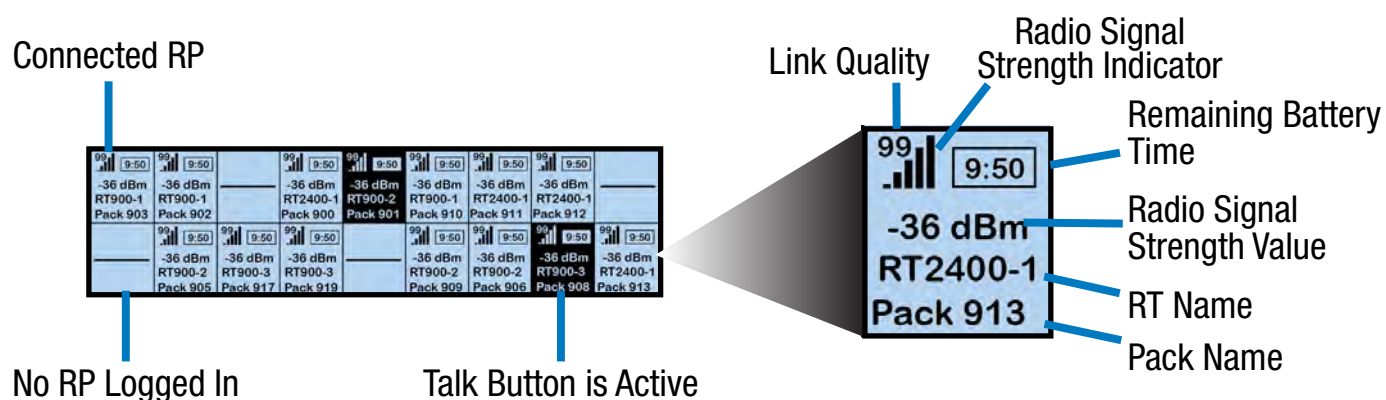 Connected RP
Link Quality
Radio Signal
Strength Indicator
Remaining Battery
Time
Radio Signal
Strength Value
RT Name
Pack Name
99 9:50 99 9:50 99 9:50 99 9:50 99 9:50 99 9:50 99 9:50
-36 dBm -36 dBm -36 dBm -36 dBm -36 dBm -36 dBm -36 dBm
RT900-1 RT900-1 RT2400-1 RT900-2 RT900-1 RT2400-1 RT2400-1
Pack 903 Pack 902 Pack 900 Pack 901 Pack 910 Pack 911 Pack 912
99 9:50 99 9:50 99 9:50 99 9:50 99 9:50 99 9:50 99 9:50
-36 dBm -36 dBm -36 dBm -36 dBm -36 dBm -36 dBm -36 dBm
RT900-2 RT900-3 RT900-3 RT900-2 RT900-2 RT900-3 RT2400-1
Pack 905 Pack 917 Pack 919 Pack 909 Pack 906 Pack 908 Pack 913
99 9:50
-36 dBm
RT2400-1
Pack 913
No RP Logged In
Talk Button is Active